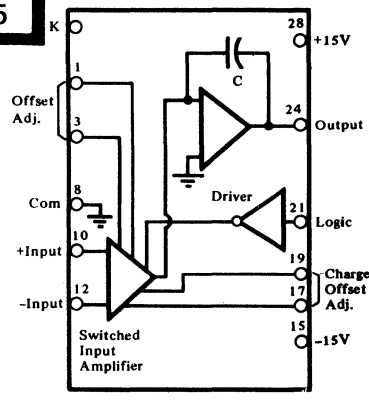 5
K
28
+15V
1
Offset
Adj.
3
C
24
Output
8
Com
Driver
21
Logic
10
+Input
19
Charge
Offset
Adj.
17
12
-Input
15
-15V
Switched
Input
Amplifier